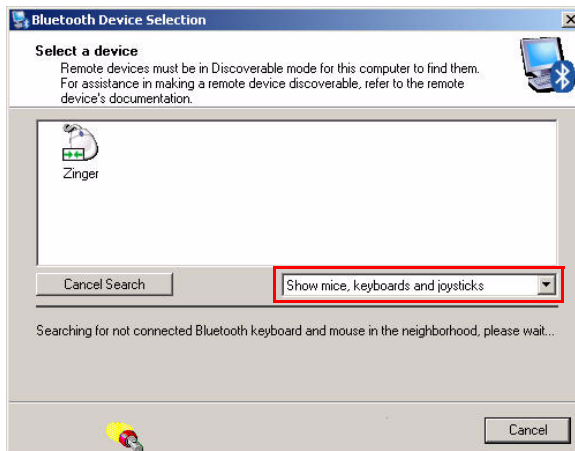 Bluetooth Device Selection
Select a device
Remote devices must be in Discoverable mode for this computer to find them.
For assistance in making a remote device discoverable, refer to the remote
device's documentation.
Zinger
Cancel Search
Show mice, keyboards and joysticks
Searching for not connected Bluetooth keyboard and mouse in the neighborhood, please wait...
Cancel